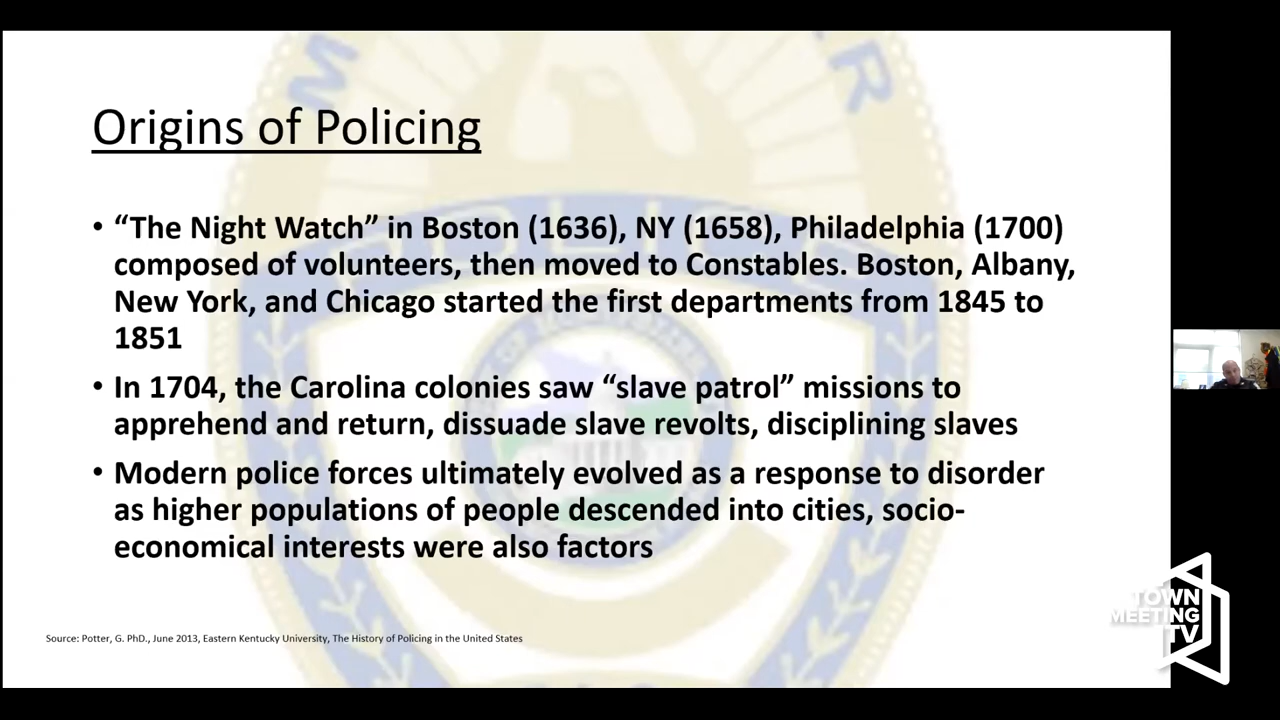 Origins of Policing
• “The Night Watch” in Boston (1636), NY (1658), Philadelphia (1700)
composed of volunteers, then moved to Constables. Boston, Albany,
New York, and Chicago started the first departments from 1845 to
1851
• In 1704, the Carolina colonies saw “slave patrol” missions to
apprehend and return, dissuade slave revolts, disciplining slaves
• Modern police forces ultimately evolved as a response to disorder
as higher populations of people descended into cities, socio-
economical interests were also factors
Source: Potter, G. PhD., June 2013, Eastern Kentucky University, The History of Policing in the United States
TOWN
MEETING
TV